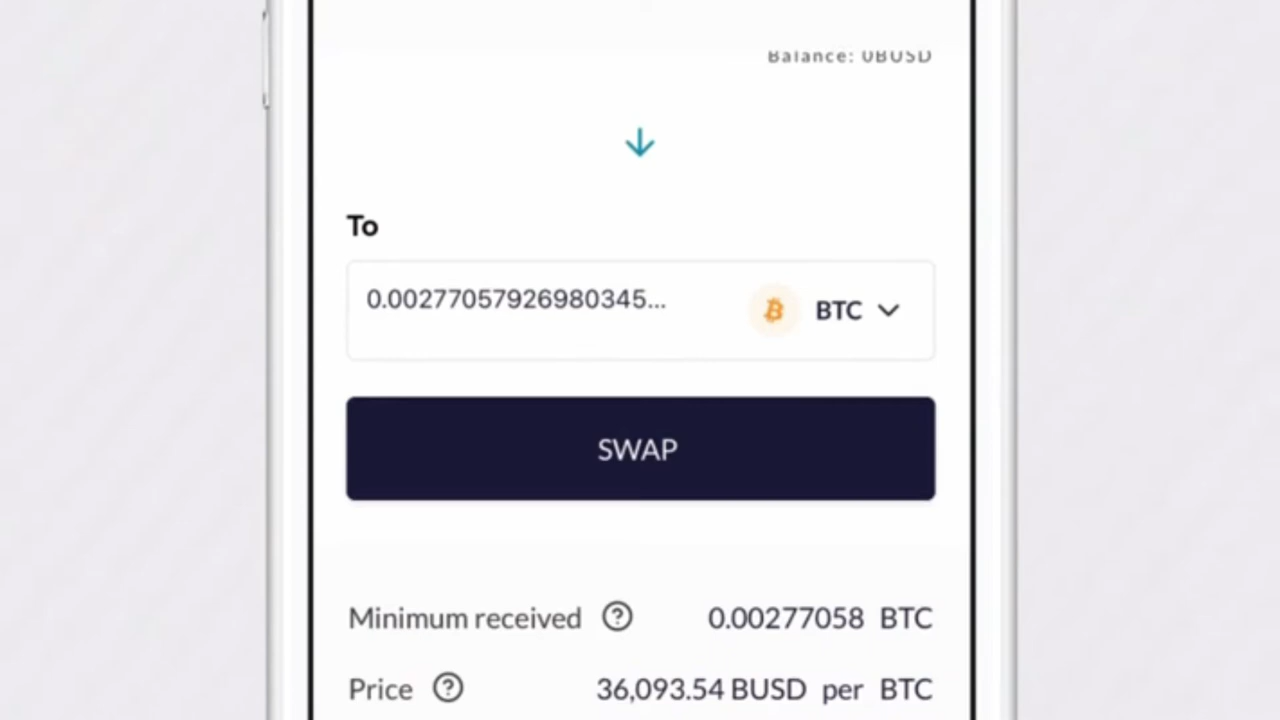 Balance: 0BUSD
To
0.00277057926980345...
BTC
SWAP
Minimum received
0.00277058 BTC
Price
36,093.54 BUSD per BTC